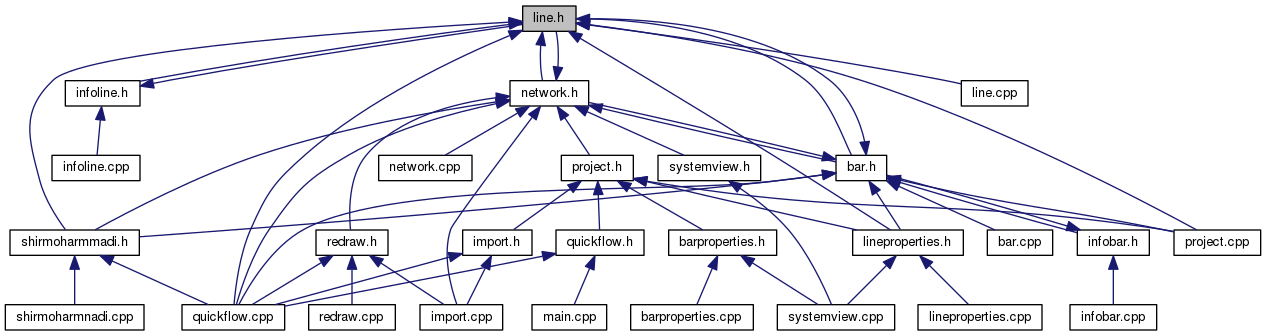 line.h
infoline.h
network.h
line.cpp
infoline.cpp
network.cpp
project.h
systemview.h
bar.h
shirmoharmmadi.h
redraw.h
import.h
quickflow.h
barproperties.h
lineproperties.h
bar.cpp
infobar.h
project.cpp
shirmoharmnadi.cpp
quickflow.cpp
redraw.cpp
import.cpp
main.cpp
barproperties.cpp
systemview.cpp
lineproperties.cpp
infobar.cpp